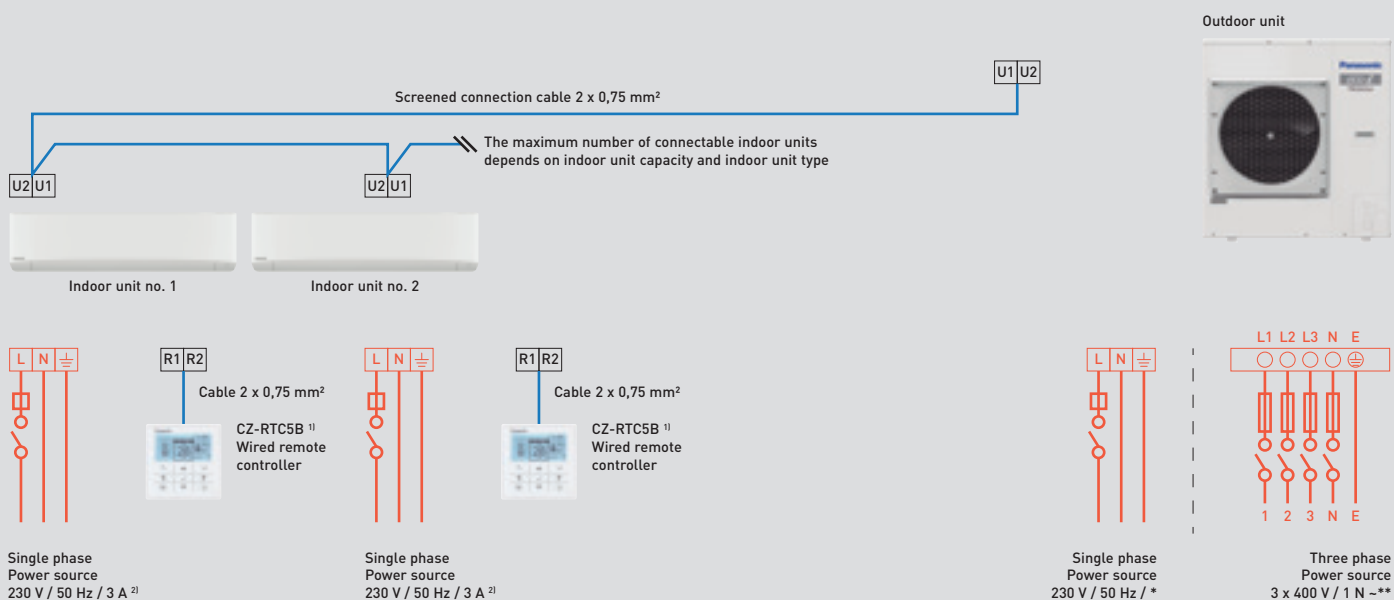 Outdoor unit
Panasonic
U1 U2
Screened connection cable 2 x 0,75 mm²
The maximum number of connectable indoor units
depends on indoor unit capacity and indoor unit type
U2 U1
U2 U1
Indoor unit no. 1
Indoor unit no. 2
L N
R1 R2
Cable 2 x 0,75 mm²
CZ-RTC5B ¹⁾
Wired remote
controller
L N
R1 R2
Cable 2 x 0,75 mm²
CZ-RTC5B ¹⁾
Wired remote
controller
L N
L1 L2 L3 N E
1 2 3 N E
Single phase
Power source
230 V / 50 Hz / 3 A ²⁾
Single phase
Power source
230 V / 50 Hz / 3 A ²⁾
Single phase
Power source
230 V / 50 Hz / *
Three phase
Power source
3 x 400 V / 1 N ~**